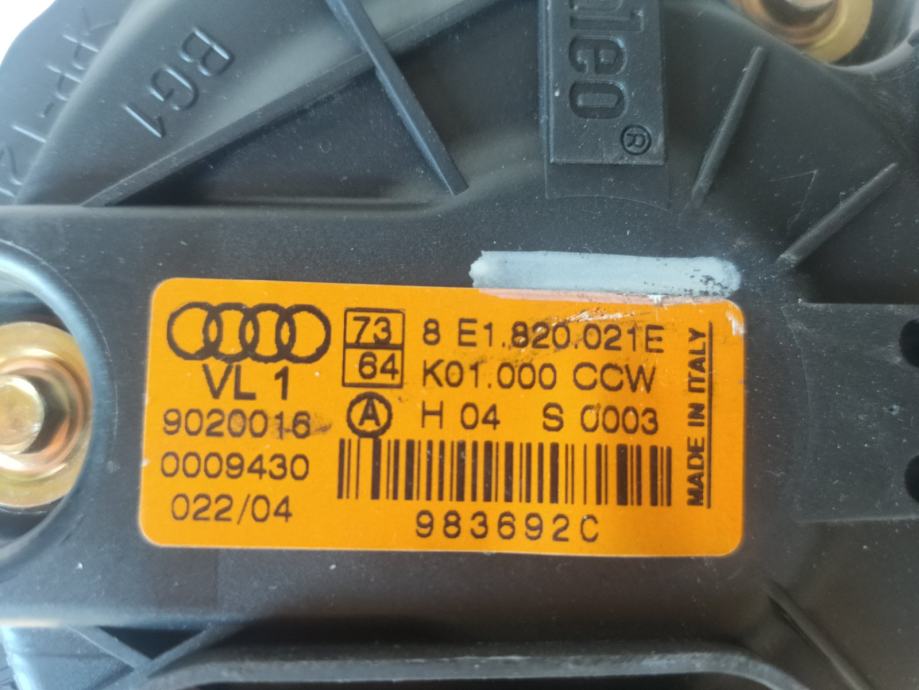 BG1
leo ®
VL 1
9020016
0009430
022/04
73
64
A
8 E1.820.021E
K01.000 CCW
H 04 S 0003
983692C
MADE IN ITALY